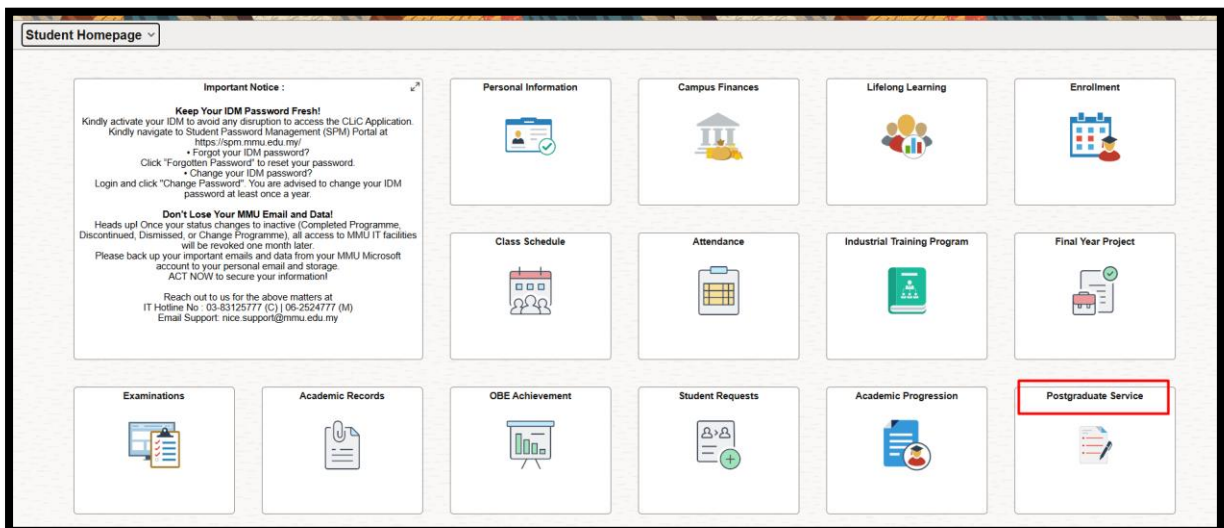 Student Homepage
Important Notice :
Keep Your IDM Password Fresh!
Kindly activate your IDM to avoid any disruption to access the CLiC Application.
Kindly navigate to Student Password Management (SPM) Portal at
https://spm.mmu.edu.my/
• Forgot your IDM password?
Click "Forgotten Password" to reset your password.
• Change your IDM password?
Login and click "Change Password". You are advised to change your IDM
password at least once a year.
Don't Lose Your MMU Email and Data!
Heads up! Once your status changes to inactive (Completed Programme,
Discontinued, Dismissed, or Change Programme), all access to MMU IT facilities
will be revoked one month later.
Please back up your important emails and data from your MMU Microsoft
account to your personal email and storage.
ACT NOW to secure your information!
Reach out to us for the above matters at
IT Hotline No : 03-83125777 (C) | 06-2524777 (M)
Email Support: nice.support@mmu.edu.my
Personal Information
Campus Finances
Lifelong Learning
Enrollment
Class Schedule
Attendance
Industrial Training Program
Final Year Project
Examinations
Academic Records
OBE Achievement
Student Requests
Academic Progression
Postgraduate Service